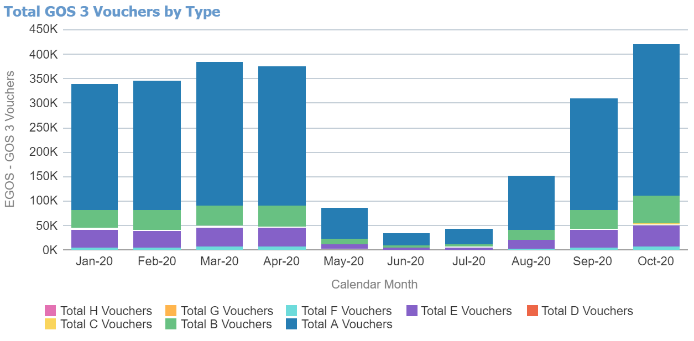 Total GOS 3 Vouchers by Type
450K
400K
350K
300K
250K
200K
150K
100K
50K
0K
EGOS - GOS 3 Vouchers
Jan-20 Feb-20 Mar-20 Apr-20 May-20 Jun-20 Jul-20 Aug-20 Sep-20 Oct-20
Calendar Month
Total H Vouchers Total G Vouchers Total F Vouchers Total E Vouchers Total D Vouchers
Total C Vouchers Total B Vouchers Total A Vouchers